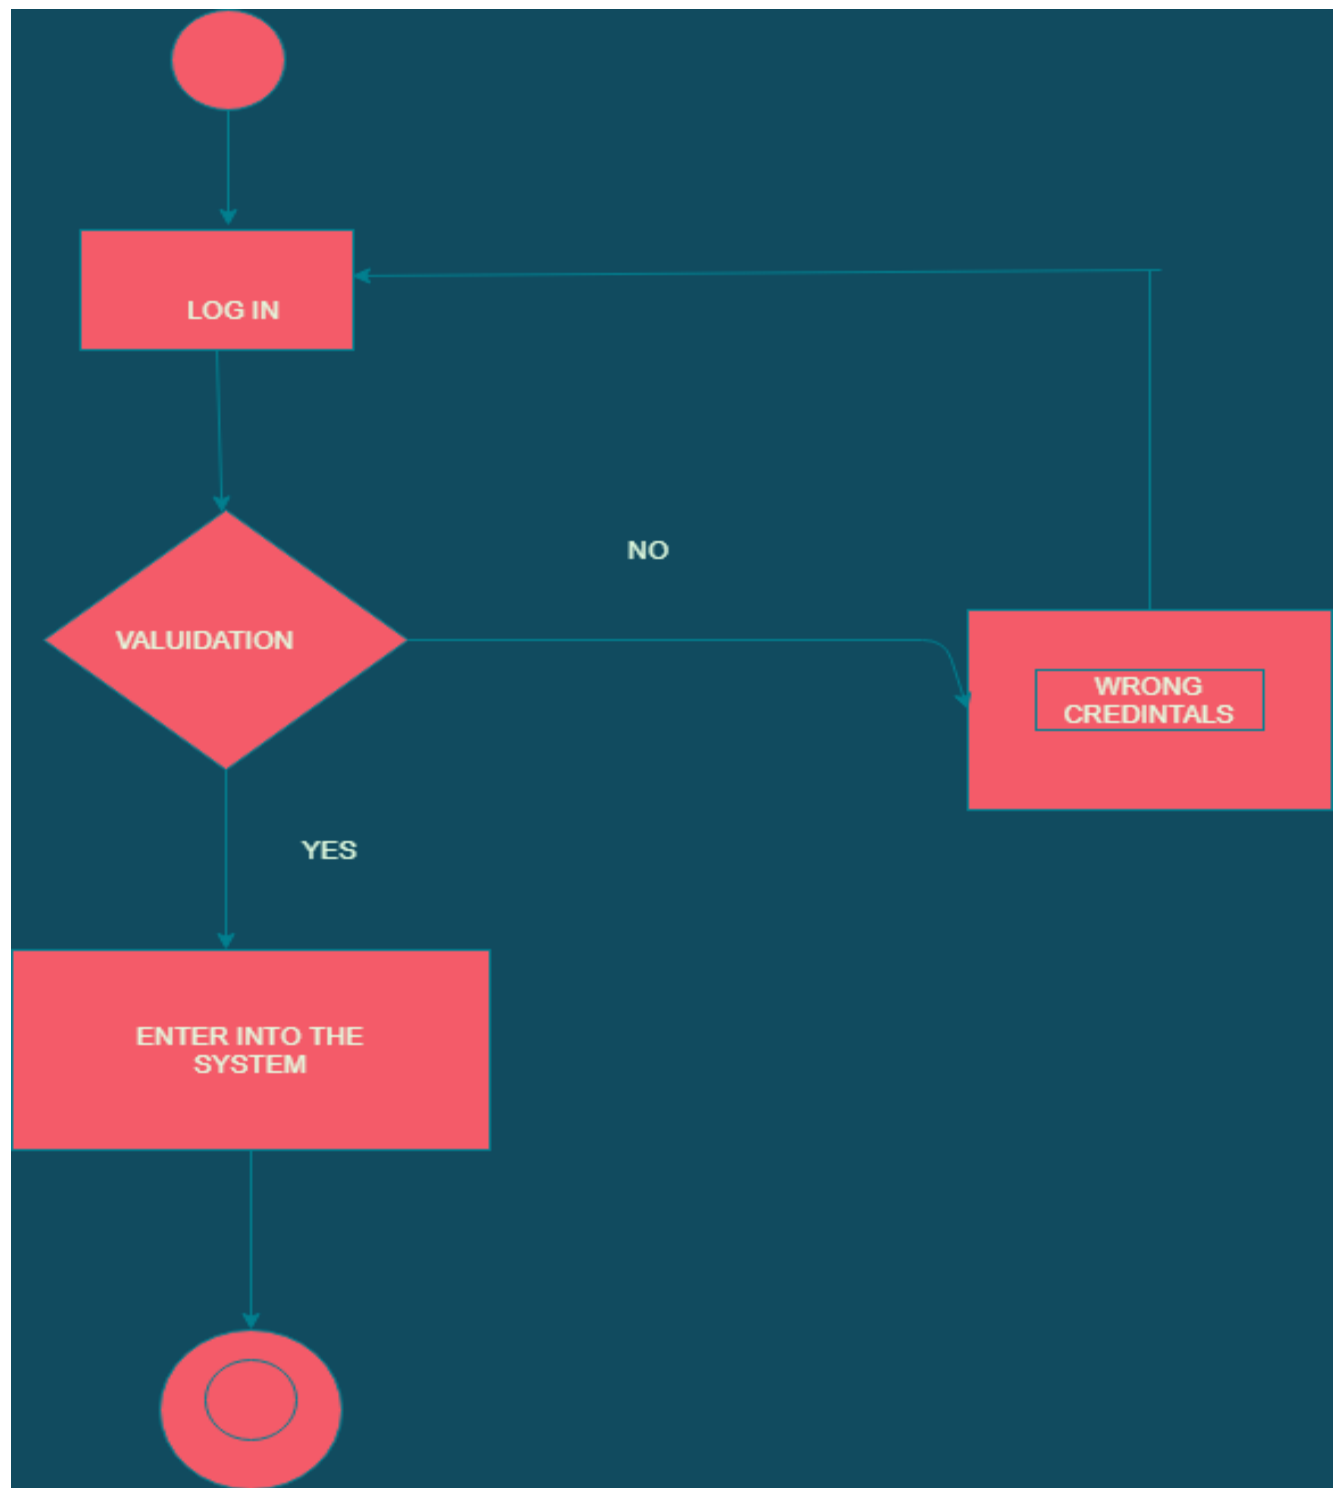 LOG IN
NO
VALUIDATION
WRONG
CREDINTALS
YES
ENTER INTO THE
SYSTEM